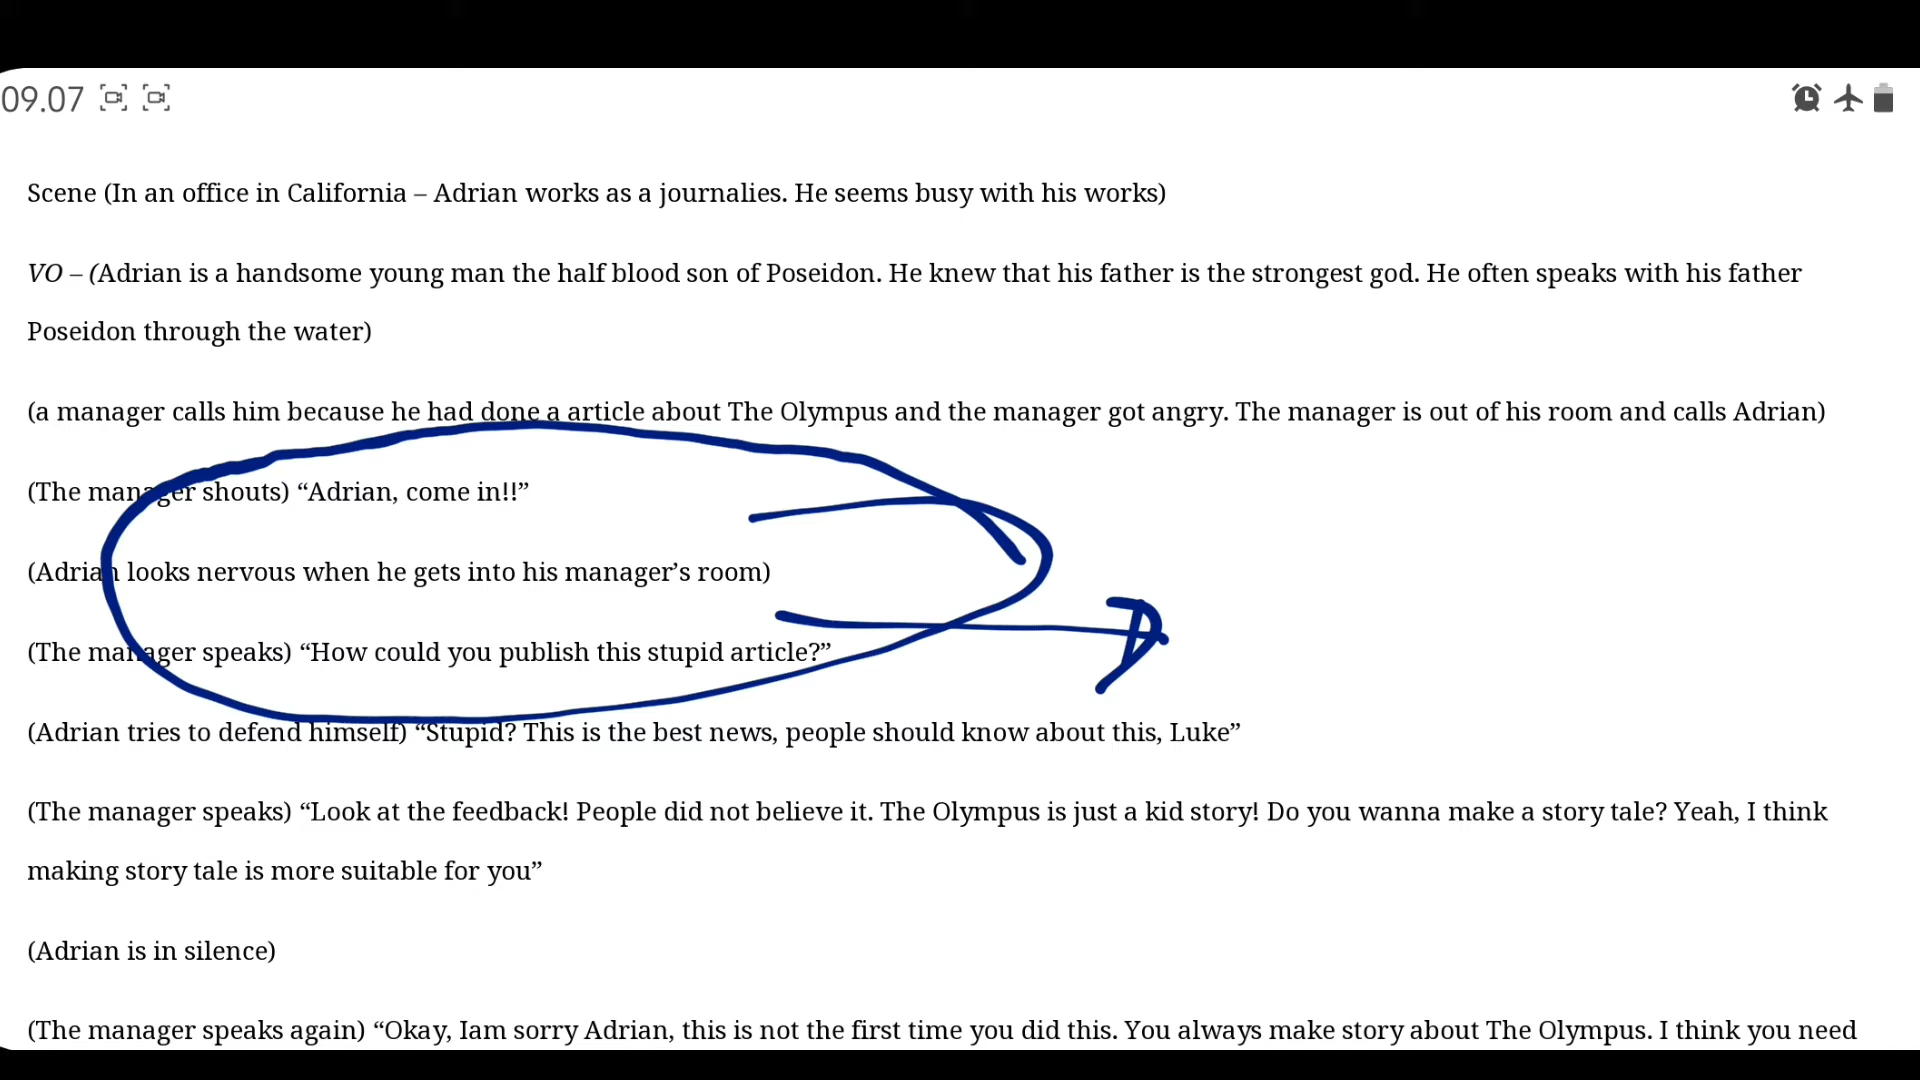 09.07
Scene (In an office in California – Adrian works as a journalies. He seems busy with his works)
VO – (Adrian is a handsome young man the half blood son of Poseidon. He knew that his father is the strongest god. He often speaks with his father
Poseidon through the water)
(a manager calls him because he had done a article about The Olympus and the manager got angry. The manager is out of his room and calls Adrian)
(The manager shouts) “Adrian, come in!!”
(Adrian looks nervous when he gets into his manager’s room)
(The manager speaks) “How could you publish this stupid article?”
(Adrian tries to defend himself) “Stupid? This is the best news, people should know about this, Luke”
(The manager speaks) “Look at the feedback! People did not believe it. The Olympus is just a kid story! Do you wanna make a story tale? Yeah, I think
making story tale is more suitable for you”
(Adrian is in silence)
(The manager speaks again) “Okay, Iam sorry Adrian, this is not the first time you did this. You always make story about The Olympus. I think you need